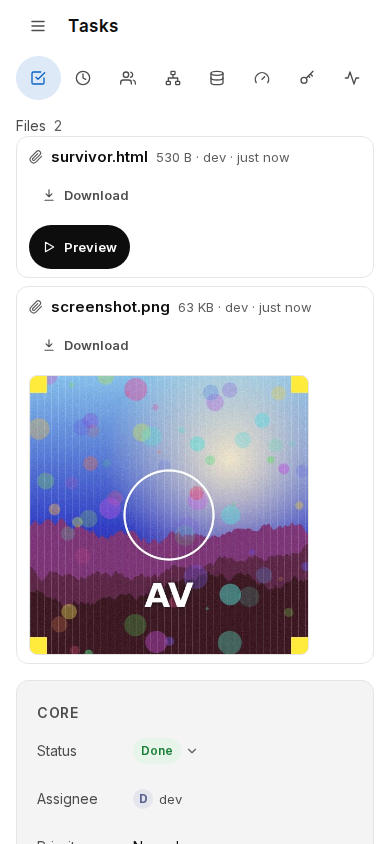 Tasks
Files 2
survivor.html 530 B · dev · just now
Download
Preview
screenshot.png 63 KB · dev · just now
Download
AV
CORE
Status Done
Assignee D dev